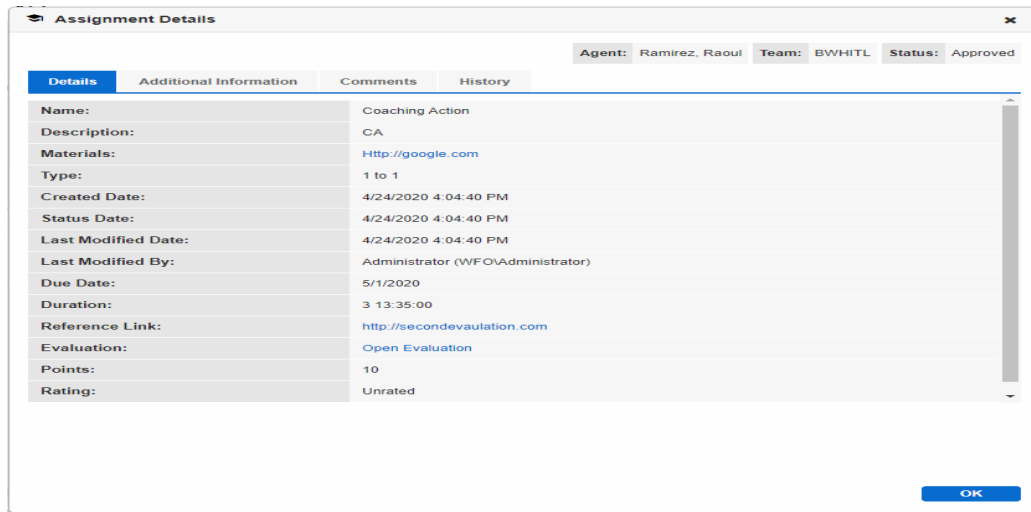 Assignment Details
Agent: Ramirez, Raoul Team: BWHITL Status: Approved
Details Additional Information Comments History
Name: Coaching Action
Description: CA
Materials: Http://google.com
Type: 1 to 1
Created Date: 4/24/2020 4:04:40 PM
Status Date: 4/24/2020 4:04:40 PM
Last Modified Date: 4/24/2020 4:04:40 PM
Last Modified By: Administrator (WFO\Administrator)
Due Date: 5/1/2020
Duration: 3 13:35:00
Reference Link: http://secondevaulation.com
Evaluation: Open Evaluation
Points: 10
Rating: Unrated
OK